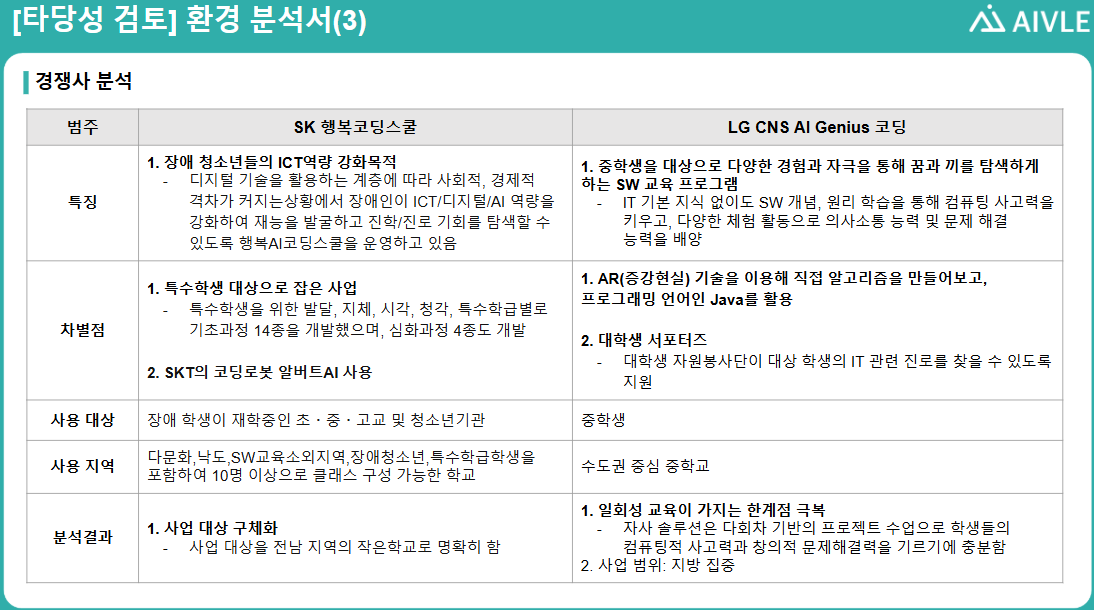 [타당성 검토] 환경 분석서(3)
AIVLE
경쟁사 분석
범주
SK 행복코딩스쿨
LG CNS AI Genius 코딩
특징
1. 장애 청소년들의 ICT역량 강화목적
- 디지털 기술을 활용하는 계층에 따라 사회적, 경제적
격차가 커지는상황에서 장애인이 ICT/디지털/AI 역량을
강화하여 재능을 발굴하고 진학/진로 기회를 탐색할 수
있도록 행복AI코딩스쿨을 운영하고 있음
1. 중학생을 대상으로 다양한 경험과 자극을 통해 꿈과 끼를 탐색하게
하는 SW 교육 프로그램
- IT 기본 지식 없이도 SW 개념, 원리 학습을 통해 컴퓨팅 사고력을
키우고, 다양한 체험 활동으로 의사소통 능력 및 문제 해결
능력을 배양
차별점
1. 특수학생 대상으로 잡은 사업
- 특수학생을 위한 발달, 지체, 시각, 청각, 특수학급별로
기초과정 14종을 개발했으며, 심화과정 4종도 개발
2. SKT의 코딩로봇 알버트AI 사용
1. AR(증강현실) 기술을 이용해 직접 알고리즘을 만들어보고,
프로그래밍 언어인 Java를 활용
2. 대학생 서포터즈
- 대학생 자원봉사단이 대상 학생의 IT 관련 진로를 찾을 수 있도록
지원
사용 대상
장애 학생이 재학중인 초・중・고교 및 청소년기관
중학생
사용 지역
다문화,낙도,SW교육소외지역,장애청소년,특수학급학생을
포함하여 10명 이상으로 클래스 구성 가능한 학교
수도권 중심 중학교
분석결과
1. 사업 대상 구체화
- 사업 대상을 전남 지역의 작은학교로 명확히 함
1. 일회성 교육이 가지는 한계점 극복
- 자사 솔루션은 다회차 기반의 프로젝트 수업으로 학생들의
컴퓨팅적 사고력과 창의적 문제해결력을 기르기에 충분함
2. 사업 범위: 지방 집중